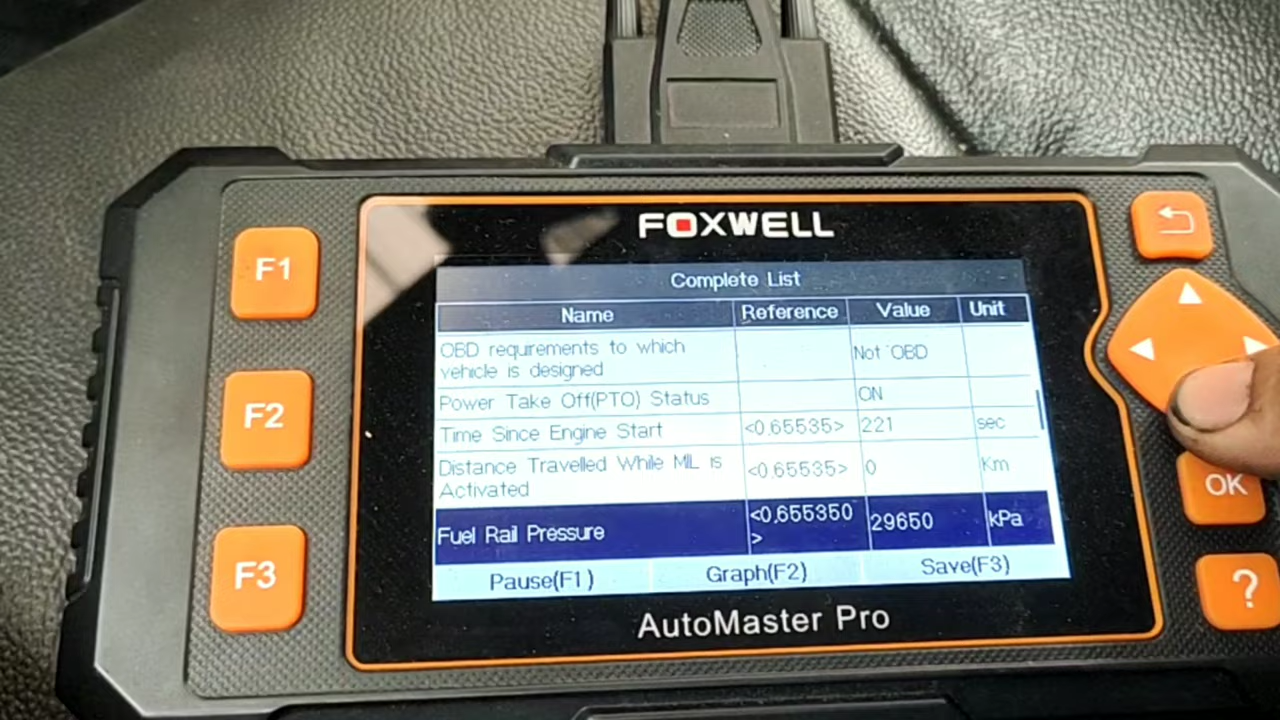 FOXWELL
F1
F2
F3
Complete List
Name Reference Value Unit
OBD requirements to which
vehicle is designed
Not OBD
Power Take Off(PTO) Status ON
Time Since Engine Start <0,65535> 221 sec
Distance Travelled While MIL is
Activated
<0,65535> 0 Km
Fuel Rail Pressure <0,655350
> 29650 kPa
Pause(F1) Graph(F2) Save(F3)
AutoMaster Pro
OK
?